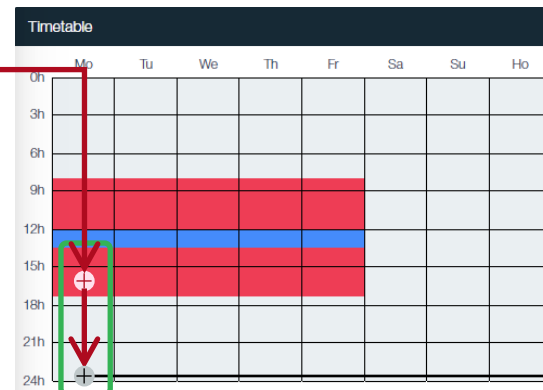 Timetable
Mo Tu We Th Fr Sa Su Ho
0h
3h
6h
9h
12h
15h
18h
21h
24h